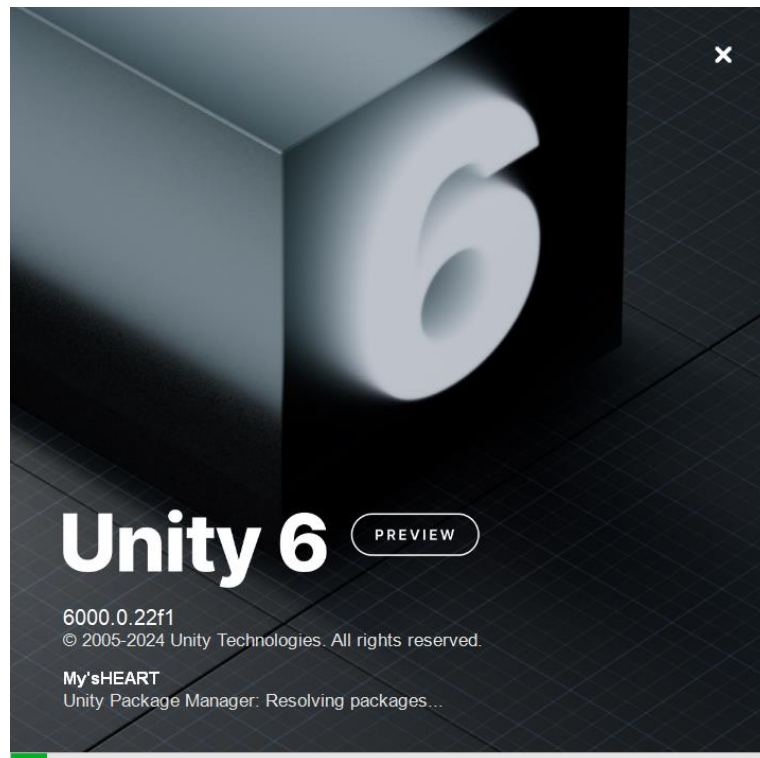 6
Unity 6 PREVIEW
6000.0.22f1
© 2005-2024 Unity Technologies. All rights reserved.
My'sHEART
Unity Package Manager: Resolving packages...